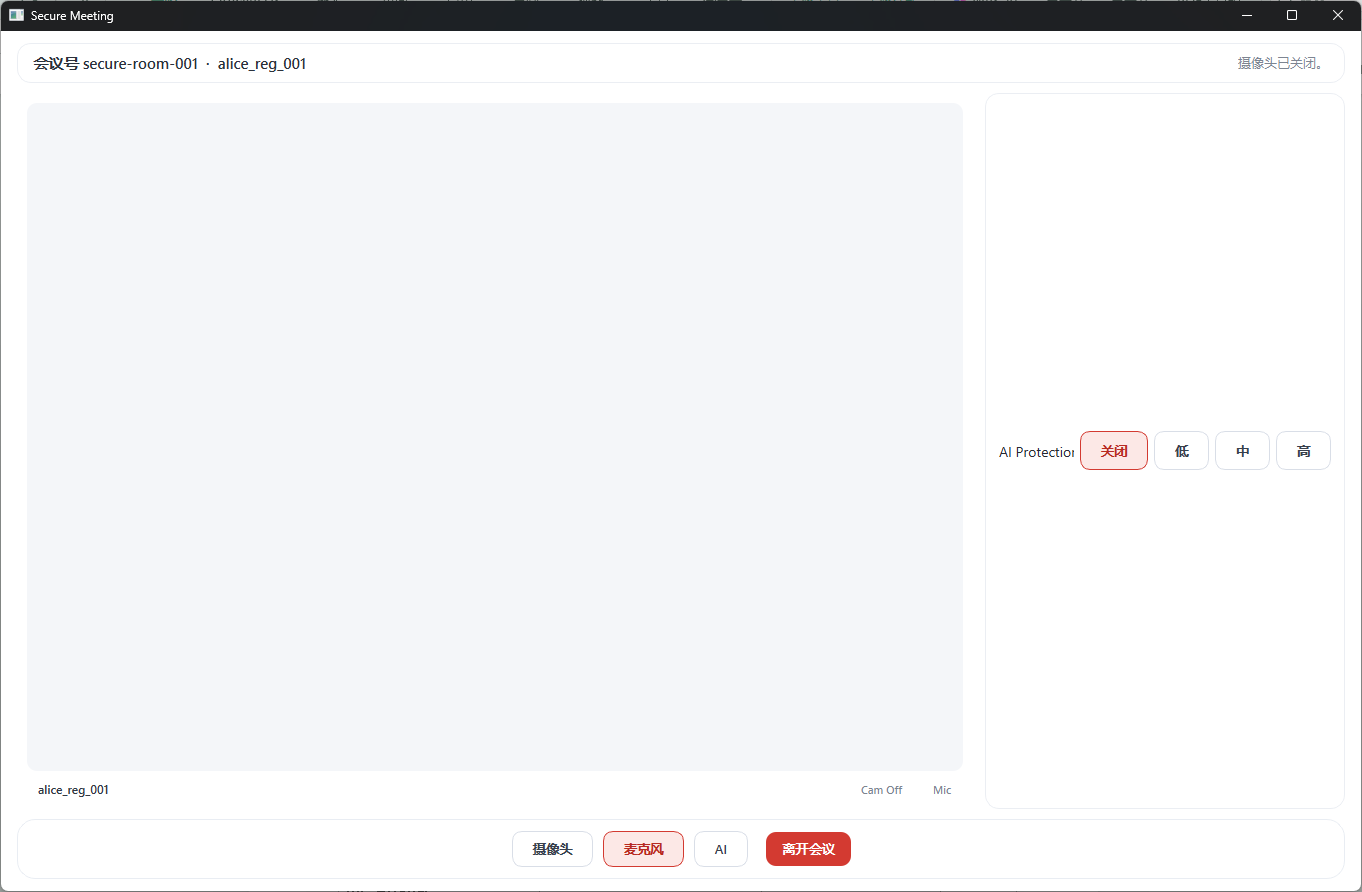 Secure Meeting
会议号 secure-room-001 · alice_reg_001
摄像头已关闭。
AI Protection 关闭 低 中 高
alice_reg_001
Cam Off Mic
摄像头 麦克风 AI 离开会议